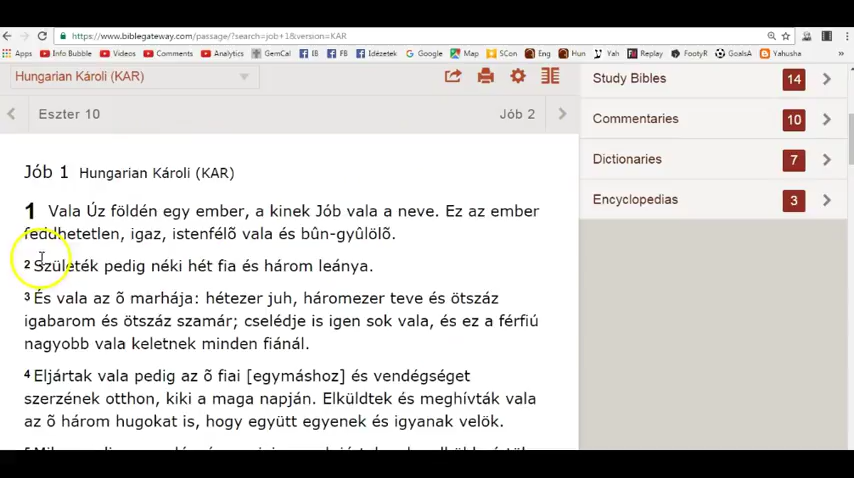 https://www.biblegateway.com/passage/?search=job+1&version=KAR
Apps Info Bubble Videos Comments Analytics GemCal IB FB Idézetek Google Map SCon Eng Hun Yah Replay FootyR GoalsA Yahusha
Hungarian Károli (KAR)
Eszter 10
Jób 2
Jób 1 Hungarian Károli (KAR)
1 Vala Úz földén egy ember, a kinek Jób vala a neve. Ez az ember
feddhetetlen, igaz, istenfélõ vala és bûn-gyûlölõ.
2 Születék pedig néki hét fia és három leánya.
3 És vala az õ marhája: hétezer juh, háromezer teve és ötszáz
igabarom és ötszáz szamár; cselédje is igen sok vala, és ez a férfiú
nagyobb vala keletnek minden fiánál.
4 Eljártak vala pedig az õ fiai [egymáshoz] és vendégséget
szerzének otthon, kiki a maga napján. Elküldtek és meghívták vala
az õ három hugokat is, hogy együtt egyenek és igyanak velök.
Study Bibles 14
Commentaries 10
Dictionaries 7
Encyclopedias 3